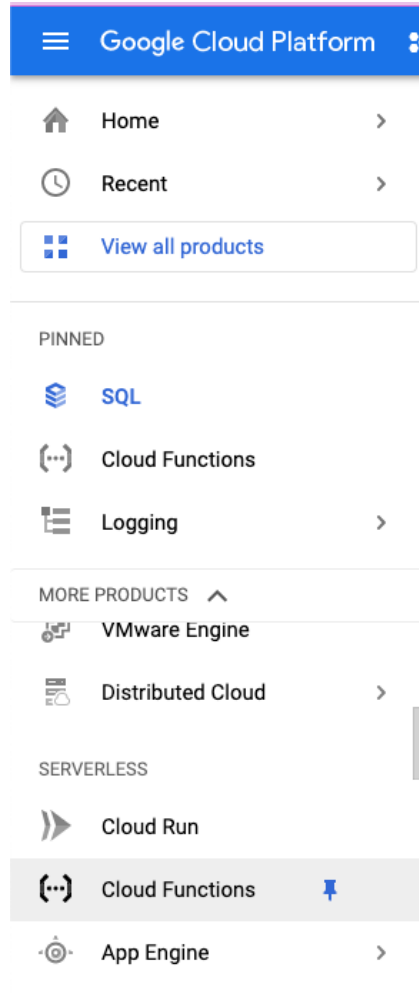 Google Cloud Platform
Home
Recent
View all products
PINNED
SQL
Cloud Functions
Logging
MORE PRODUCTS
VMware Engine
Distributed Cloud
SERVERLESS
Cloud Run
Cloud Functions
App Engine